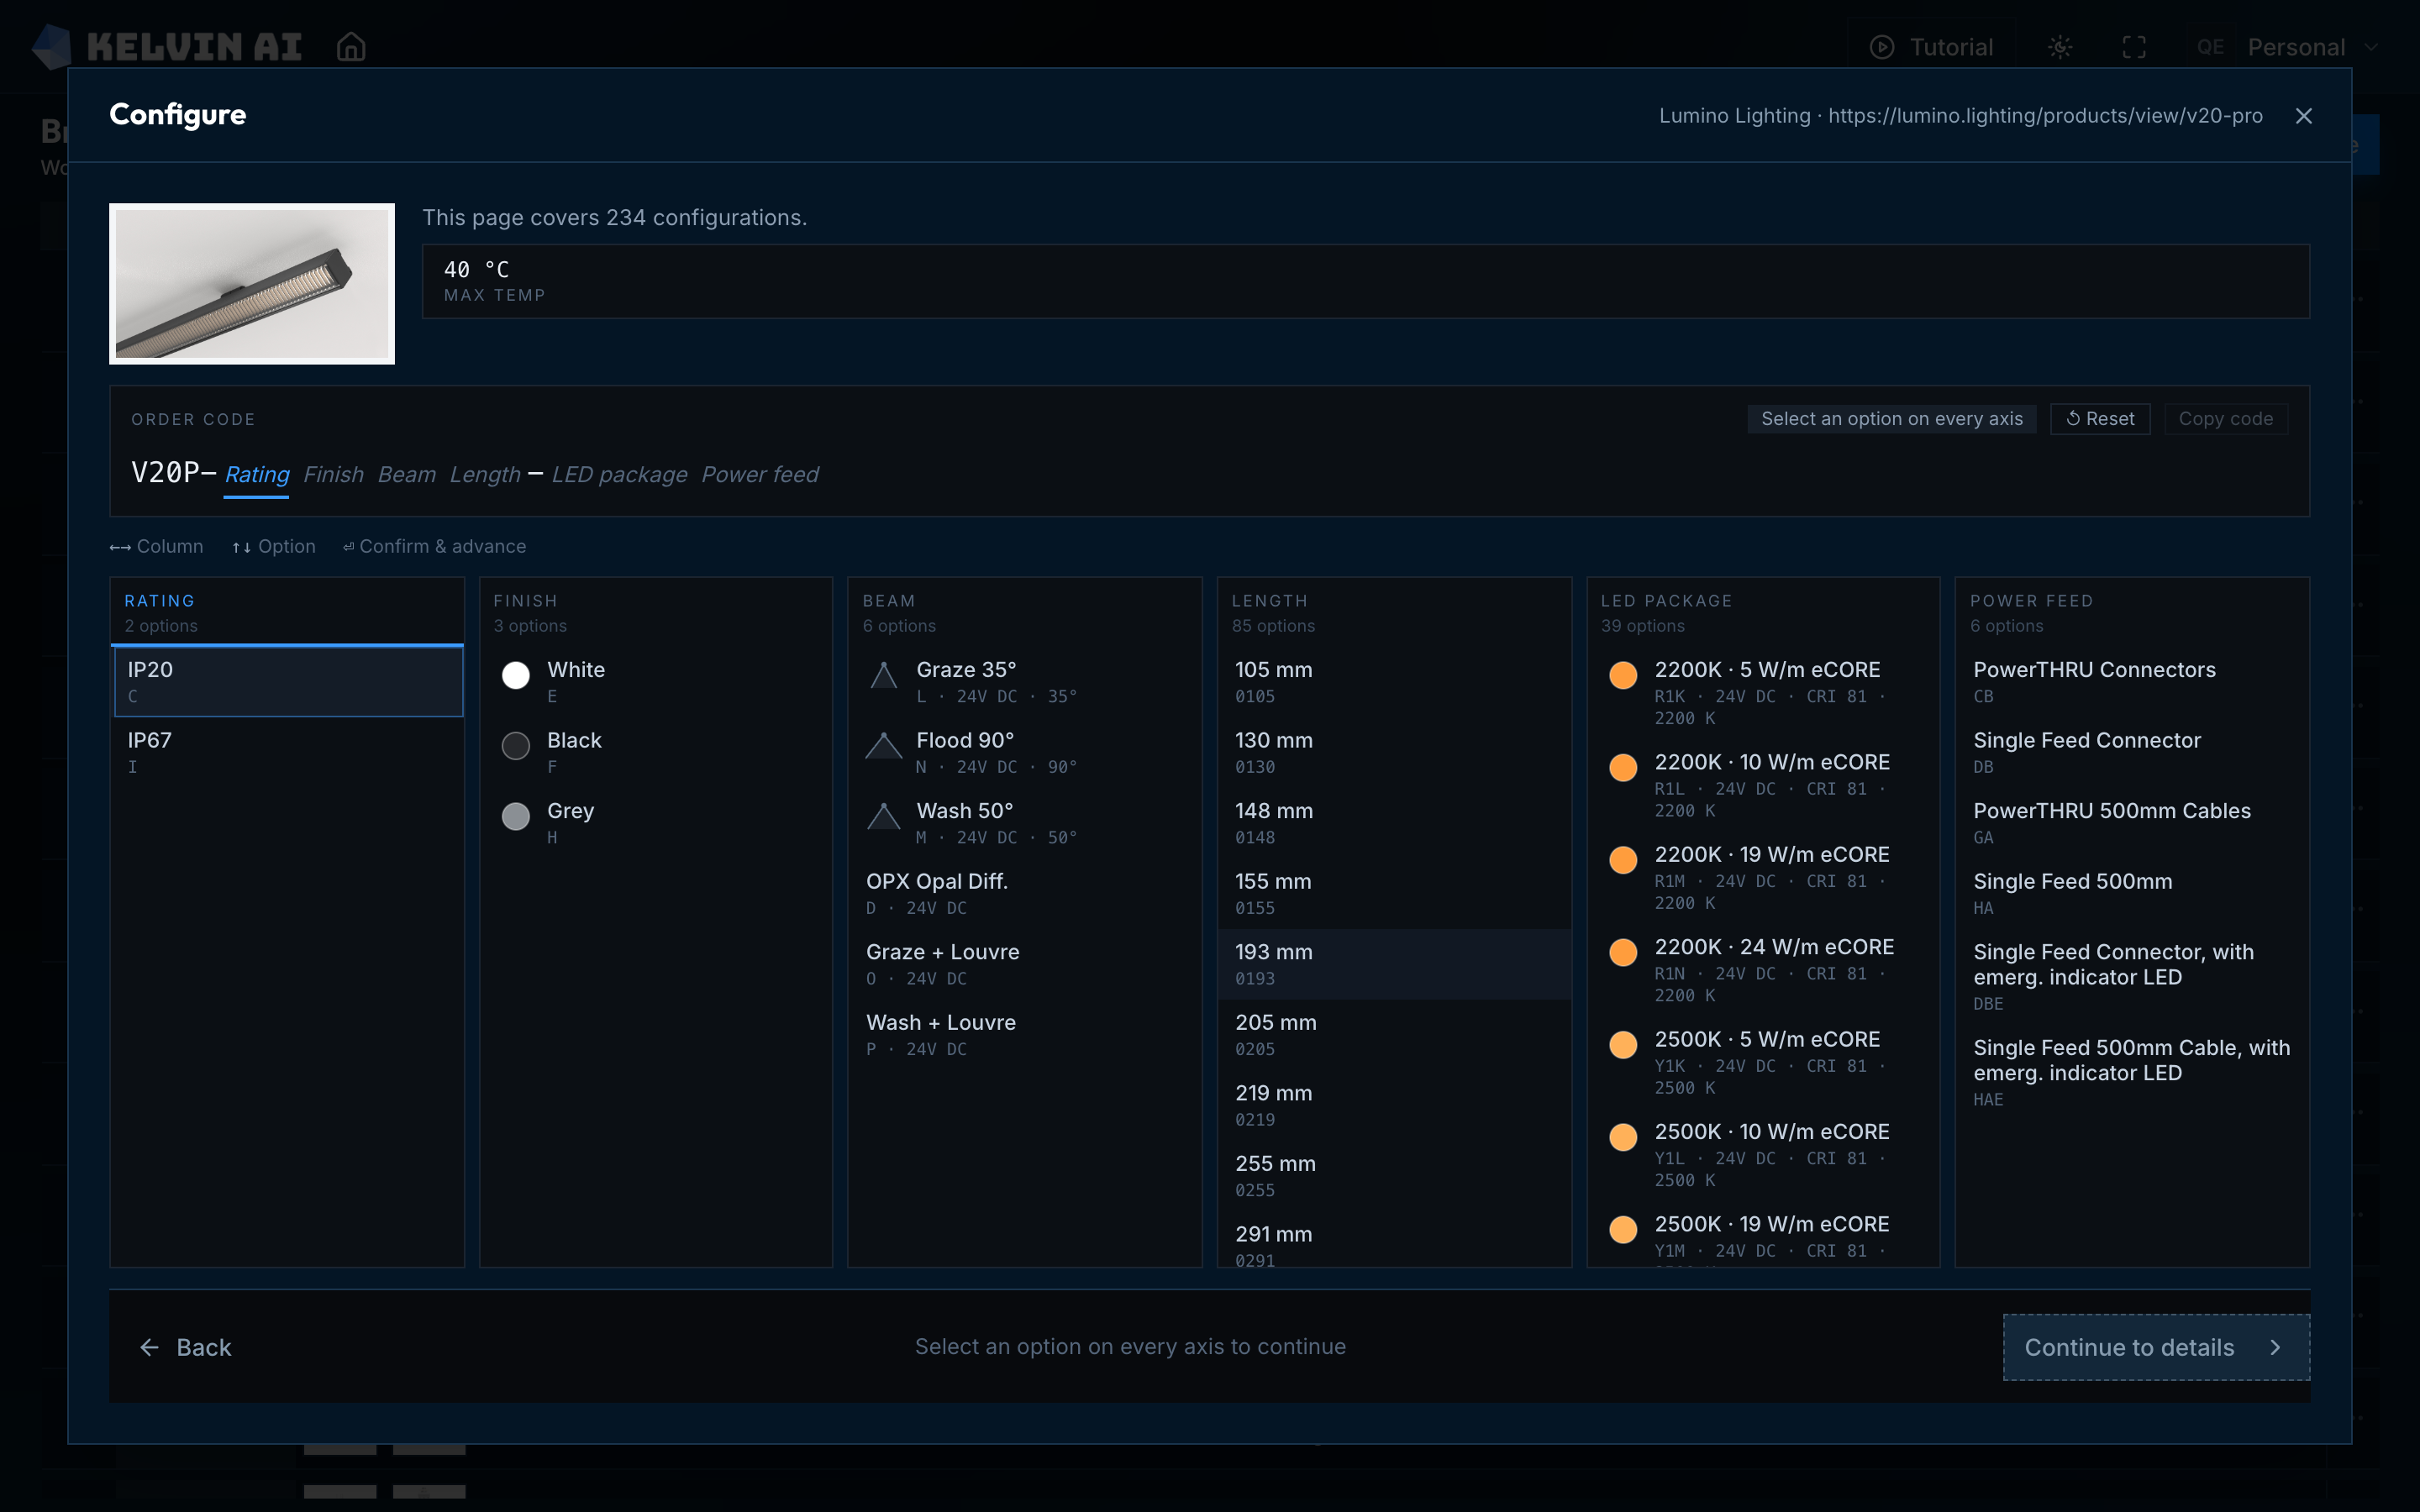 KELVIN AI
Tutorial
QE
Personal
Configure
Lumino Lighting · https://lumino.lighting/products/view/v20-pro
This page covers 234 configurations.
40 °C
MAX TEMP
ORDER CODE
Select an option on every axis
Reset
Copy code
V20P– Rating Finish Beam Length – LED package Power feed
←→ Column ↑↓ Option ⏎ Confirm & advance
RATING
2 options
IP20
C
IP67
I
FINISH
3 options
White
E
Black
F
Grey
H
BEAM
6 options
Graze 35°
L · 24V DC · 35°
Flood 90°
N · 24V DC · 90°
Wash 50°
M · 24V DC · 50°
OPX Opal Diff.
D · 24V DC
Graze + Louvre
O · 24V DC
Wash + Louvre
P · 24V DC
LENGTH
85 options
105 mm
0105
130 mm
0130
148 mm
0148
155 mm
0155
193 mm
0193
205 mm
0205
219 mm
0219
255 mm
0255
291 mm
0291
LED PACKAGE
39 options
2200K · 5 W/m eCORE
R1K · 24V DC · CRI 81 ·
2200 K
2200K · 10 W/m eCORE
R1L · 24V DC · CRI 81 ·
2200 K
2200K · 19 W/m eCORE
R1M · 24V DC · CRI 81 ·
2200 K
2200K · 24 W/m eCORE
R1N · 24V DC · CRI 81 ·
2200 K
2500K · 5 W/m eCORE
Y1K · 24V DC · CRI 81 ·
2500 K
2500K · 10 W/m eCORE
Y1L · 24V DC · CRI 81 ·
2500 K
2500K · 19 W/m eCORE
Y1M · 24V DC · CRI 81 ·
POWER FEED
6 options
PowerTHRU Connectors
CB
Single Feed Connector
DB
PowerTHRU 500mm Cables
GA
Single Feed 500mm
HA
Single Feed Connector, with
emerg. indicator LED
DBE
Single Feed 500mm Cable, with
emerg. indicator LED
HAE
Back
Select an option on every axis to continue
Continue to details